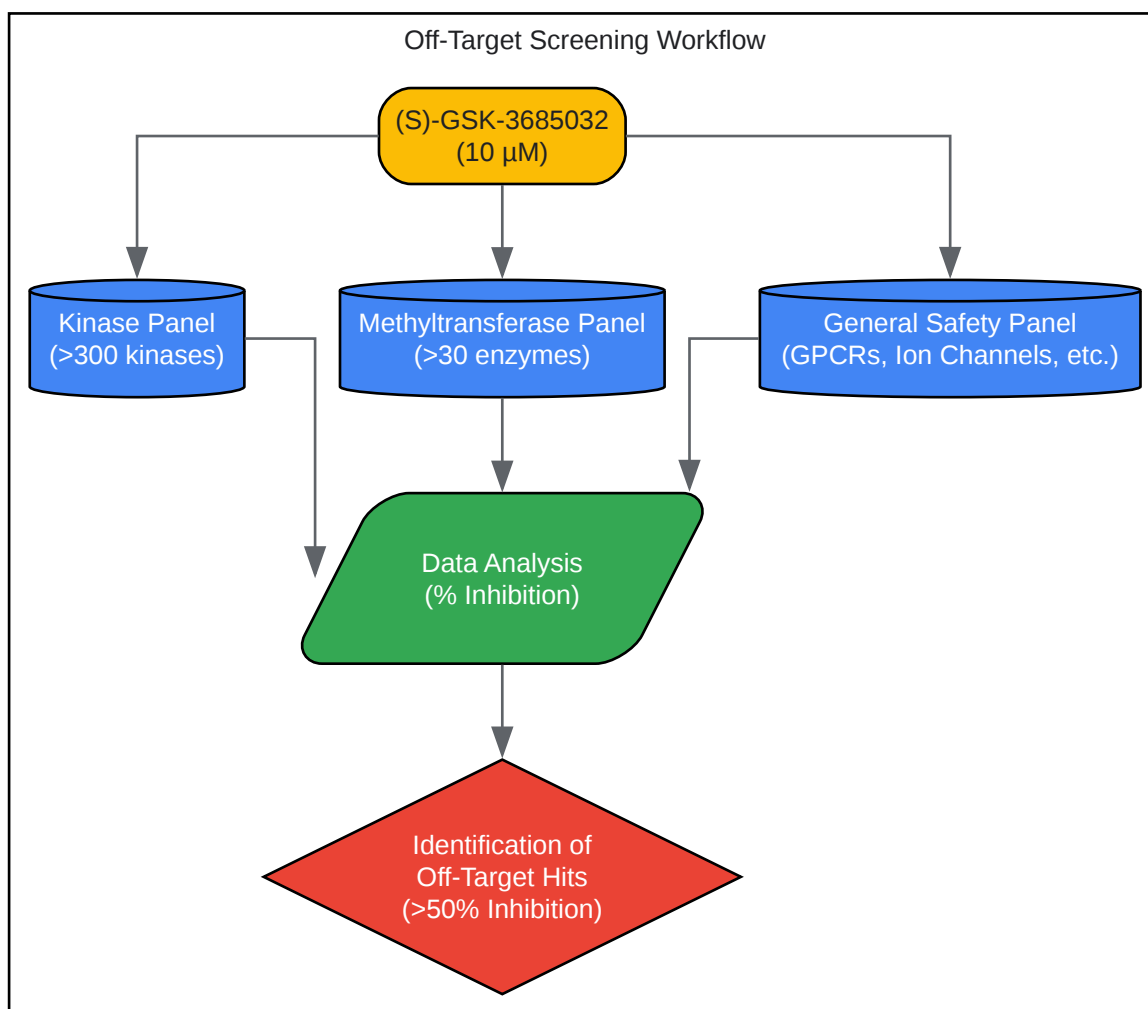 Off-Target Screening Workflow
(S)-GSK-3685032
(10 µM)
Kinase Panel
(>300 kinases)
Methyltransferase Panel
(>30 enzymes)
General Safety Panel
(GPCRs, Ion Channels, etc.)
Data Analysis
(% Inhibition)
Identification of
Off-Target Hits
(>50% Inhibition)